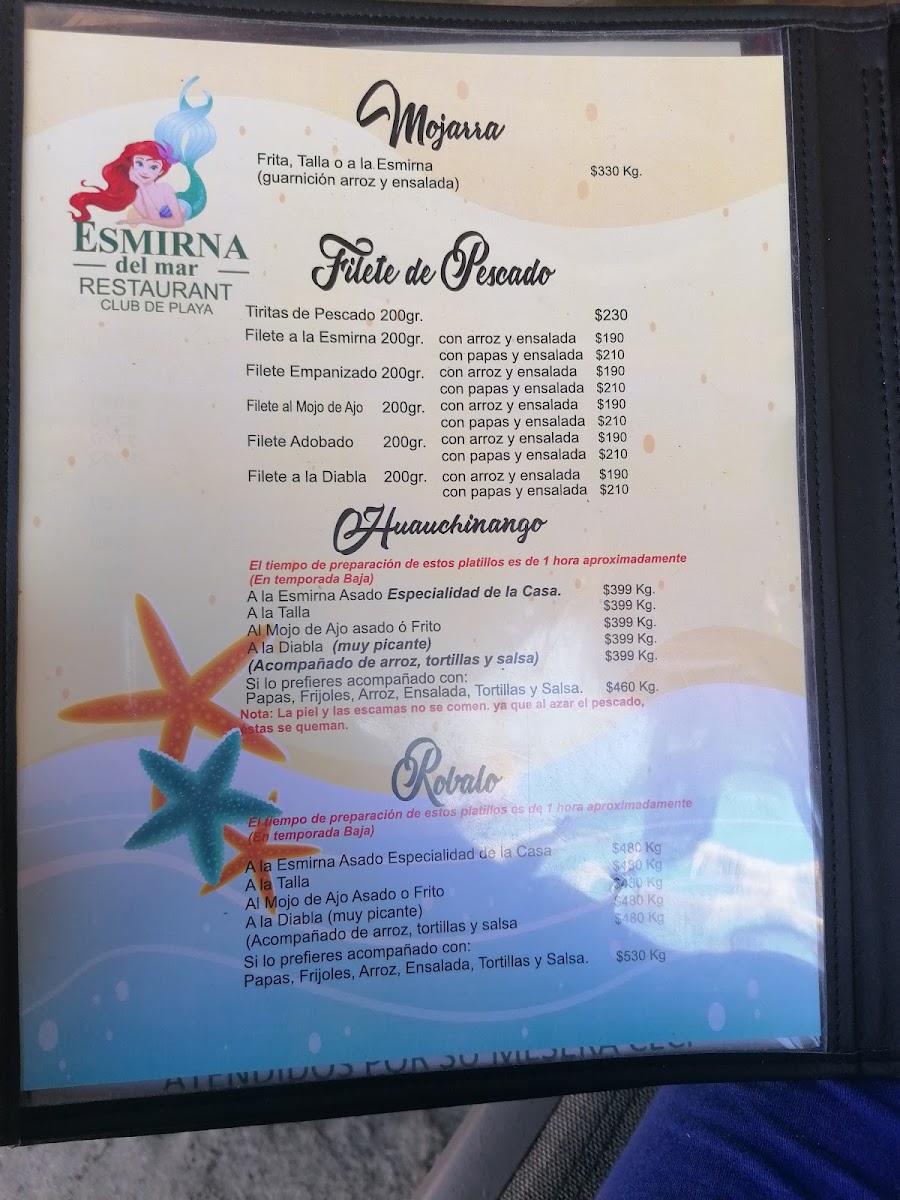 Mojarra
Frita, Talla o a la Esmirna
(guarnición arroz y ensalada) $330 Kg.
ESMIRNA
del mar
RESTAURANT
CLUB DE PLAYA
Filete de Pescado
Tiritas de Pescado 200gr. $230
Filete a la Esmirna 200gr. con arroz y ensalada $190
con papas y ensalada $210
Filete Empanizado 200gr. con arroz y ensalada $190
con papas y ensalada $210
Filete al Mojo de Ajo 200gr. con arroz y ensalada $190
con papas y ensalada $210
Filete Adobado 200gr. con arroz y ensalada $190
con papas y ensalada $210
Filete a la Diabla 200gr. con arroz y ensalada $190
con papas y ensalada $210
Huauchinango
El tiempo de preparación de estos platillos es de 1 hora aproximadamente
(En temporada Baja)
A la Esmirna Asado Especialidad de la Casa. $399 Kg.
A la Talla $399 Kg.
Al Mojo de Ajo asado ó Frito $399 Kg.
A la Diabla (muy picante) $399 Kg.
(Acompañado de arroz, tortillas y salsa) $399 Kg.
Si lo prefieres acompañado con:
Papas, Frijoles, Arroz, Ensalada, Tortillas y Salsa. $460 Kg.
Nota: La piel y las escamas no se comen. ya que al azar el pescado,
éstas se queman.
Robalo
El tiempo de preparación de estos platillos es de 1 hora aproximadamente
(En temporada Baja)
A la Esmirna Asado Especialidad de la Casa $480 Kg
A la Talla $480 Kg
Al Mojo de Ajo Asado o Frito $480 Kg
A la Diabla (muy picante) $480 Kg
(Acompañado de arroz, tortillas y salsa $480 Kg
Si lo prefieres acompañado con:
Papas, Frijoles, Arroz, Ensalada, Tortillas y Salsa. $530 Kg
ATENDIDOS POR SU MESERA CECI